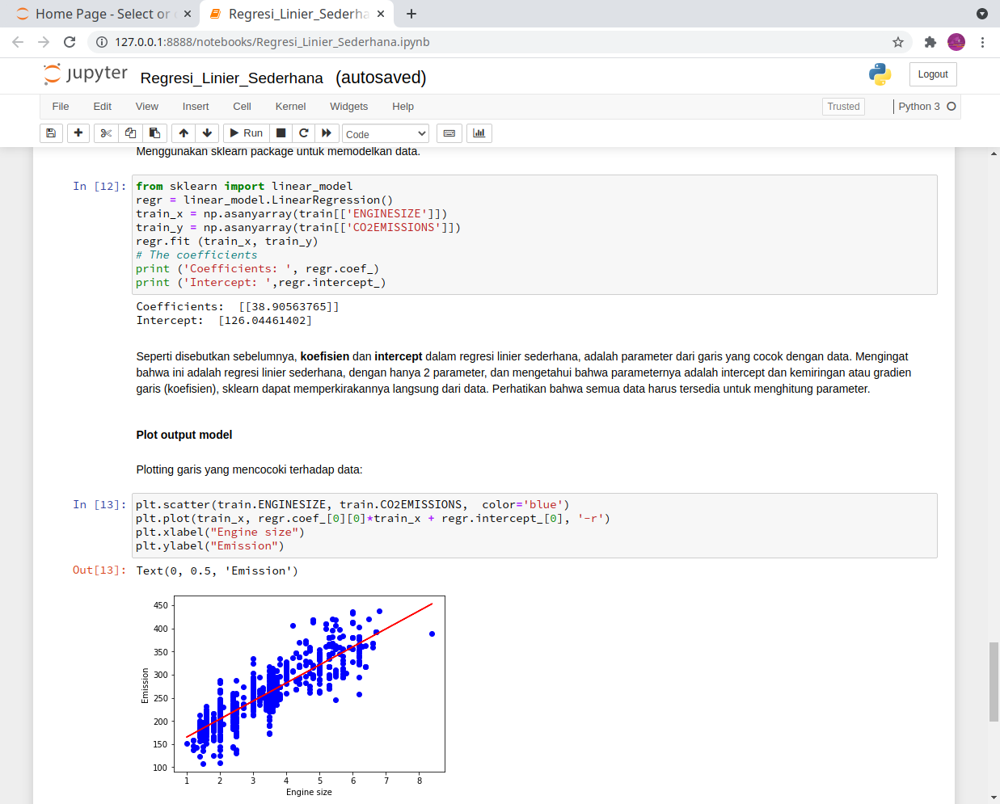 Home Page - Select or c
Regresi_Linier_Sederha
127.0.0.1:8888/notebooks/Regresi_Linier_Sederhana.ipynb
jupyter Regresi_Linier_Sederhana (autosaved)
Logout
File Edit View Insert Cell Kernel Widgets Help Trusted Python 3
Run Code
Menggunakan sklearn package untuk memodelkan data.
In [12]: from sklearn import linear_model
regr = linear_model.LinearRegression()
train_x = np.asanyarray(train[['ENGINESIZE']])
train_y = np.asanyarray(train[['CO2EMISSIONS']])
regr.fit (train_x, train_y)
# The coefficients
print ('Coefficients: ', regr.coef_)
print ('Intercept: ',regr.intercept_)
Coefficients:  [[38.90563765]]
Intercept:  [126.04461402]
Seperti disebutkan sebelumnya, koefisien dan intercept dalam regresi linier sederhana, adalah parameter dari garis yang cocok dengan data. Mengingat
bahwa ini adalah regresi linier sederhana, dengan hanya 2 parameter, dan mengetahui bahwa parameternya adalah intercept dan kemiringan atau gradien
garis (koefisien), sklearn dapat memperkirakannya langsung dari data. Perhatikan bahwa semua data harus tersedia untuk menghitung parameter.
Plot output model
Plotting garis yang mencocoki terhadap data:
In [13]: plt.scatter(train.ENGINESIZE, train.CO2EMISSIONS,  color='blue')
plt.plot(train_x, regr.coef_[0][0]*train_x + regr.intercept_[0], '-r')
plt.xlabel("Engine size")
plt.ylabel("Emission")
Out[13]: Text(0, 0.5, 'Emission')
450
400
350
300
250
200
150
100
Emission
1 2 3 4 5 6 7 8
Engine size